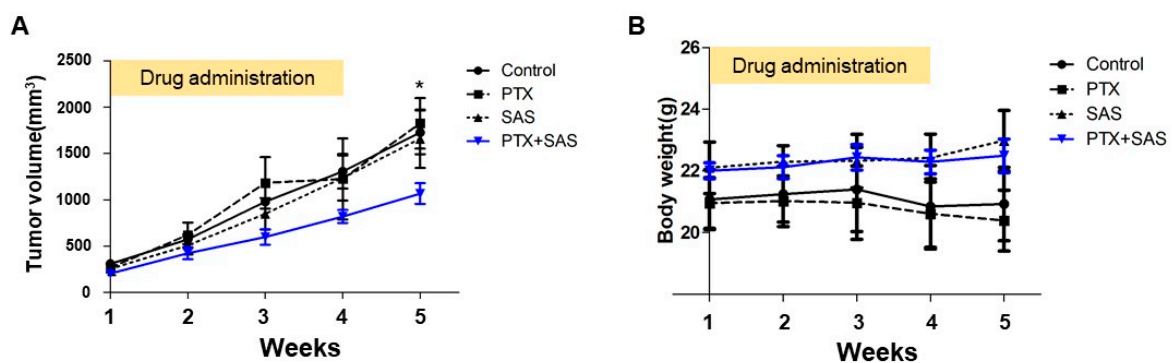 A
Tumor volume(mm³)
2500
2000
1500
1000
500
0
Drug administration
*
1 2 3 4 5
Weeks
Control
PTX
SAS
PTX+SAS
B
Body weight(g)
26
24
22
20
Drug administration
1 2 3 4 5
Weeks
Control
PTX
SAS
PTX+SAS